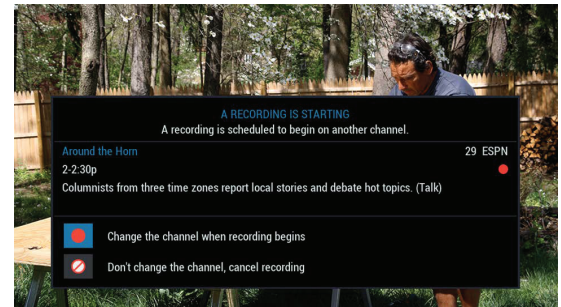 A RECORDING IS STARTING
A recording is scheduled to begin on another channel.
Around the Horn 29 ESPN
2-2:30p
Columnists from three time zones report local stories and debate hot topics. (Talk)
Change the channel when recording begins
Don't change the channel, cancel recording